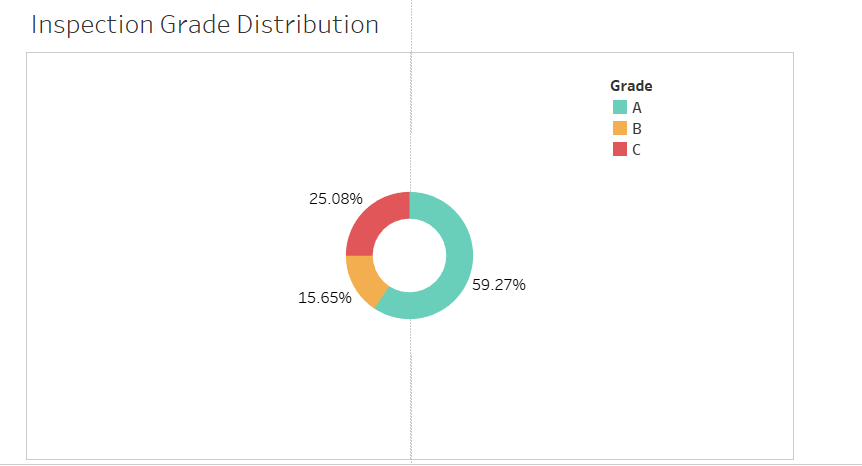 Inspection Grade Distribution
Grade
A
B
C
25.08%
59.27%
15.65%